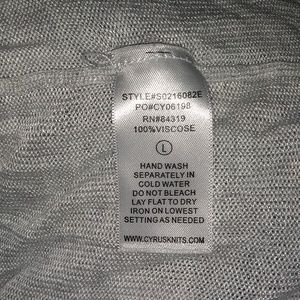 STYLE#S0216082E
PO#CY06198
RN#84319
100%VISCOSE
L
HAND WASH
SEPARATELY IN
COLD WATER
DO NOT BLEACH
LAY FLAT TO DRY
IRON ON LOWEST
SETTING AS NEEDED
WWW.CYRUSKNITS.COM